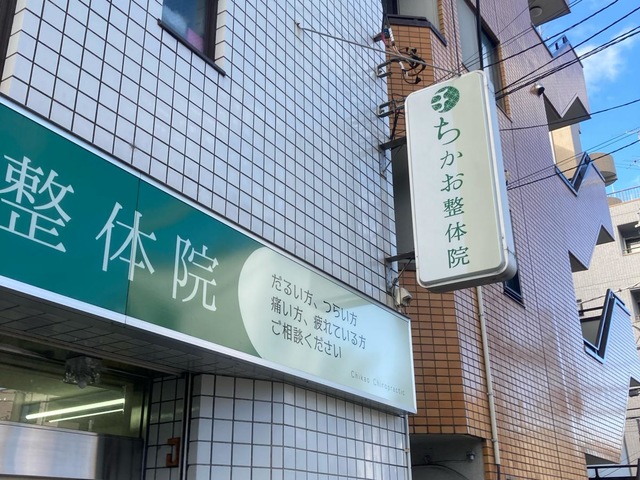 整体院
だるい方、つらい方
痛い方、疲れている方
ご相談ください
Chikao Chiropractic
ちかお整体院